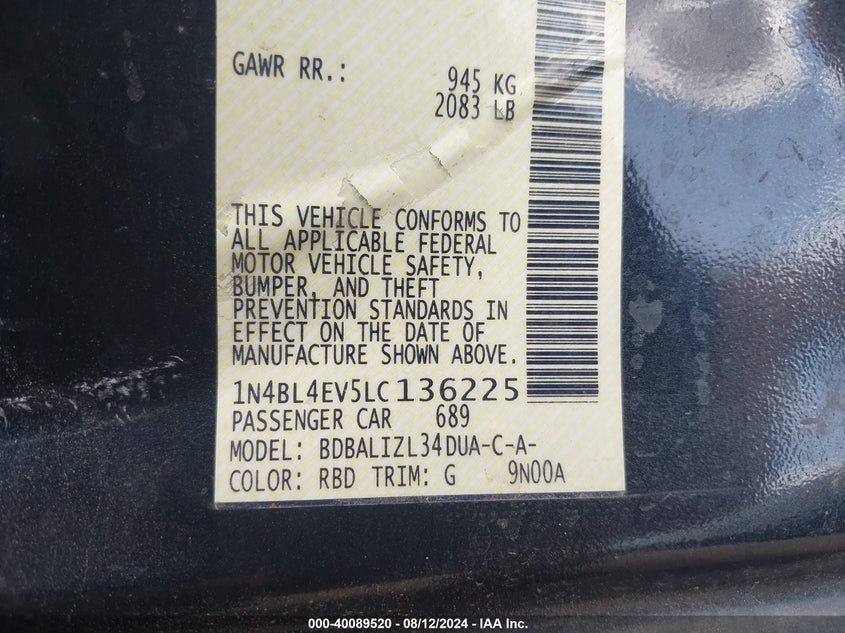 GAWR RR.: 945 KG
2083 LB
THIS VEHICLE CONFORMS TO
ALL APPLICABLE FEDERAL
MOTOR VEHICLE SAFETY,
BUMPER, AND THEFT
PREVENTION STANDARDS IN
EFFECT ON THE DATE OF
MANUFACTURE SHOWN ABOVE.
1N4BL4EV5LC136225
PASSENGER CAR 689
MODEL: BDBALIZL34DUA-C-A-
COLOR: RBD TRIM: G 9N00A
000-40089520 - 08/12/2024 - IAA Inc.